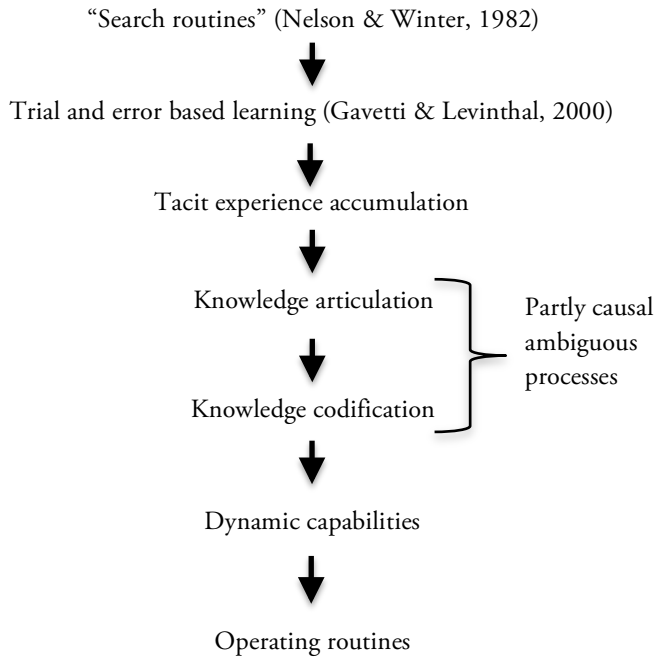 “Search routines” (Nelson & Winter, 1982)
Trial and error based learning (Gavetti & Levinthal, 2000)
Tacit experience accumulation
Knowledge articulation
Partly causal
ambiguous
processes
Knowledge codification
Dynamic capabilities
Operating routines